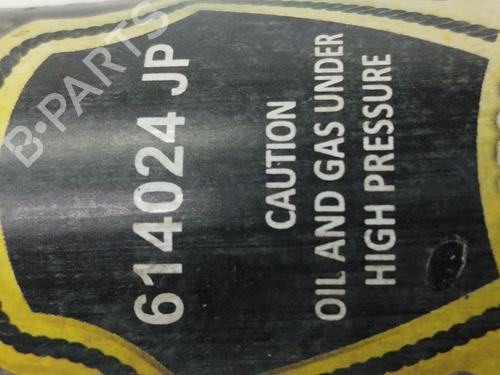 B-PARTS
614024 JP
CAUTION
OIL AND GAS UNDER
HIGH PRESSURE